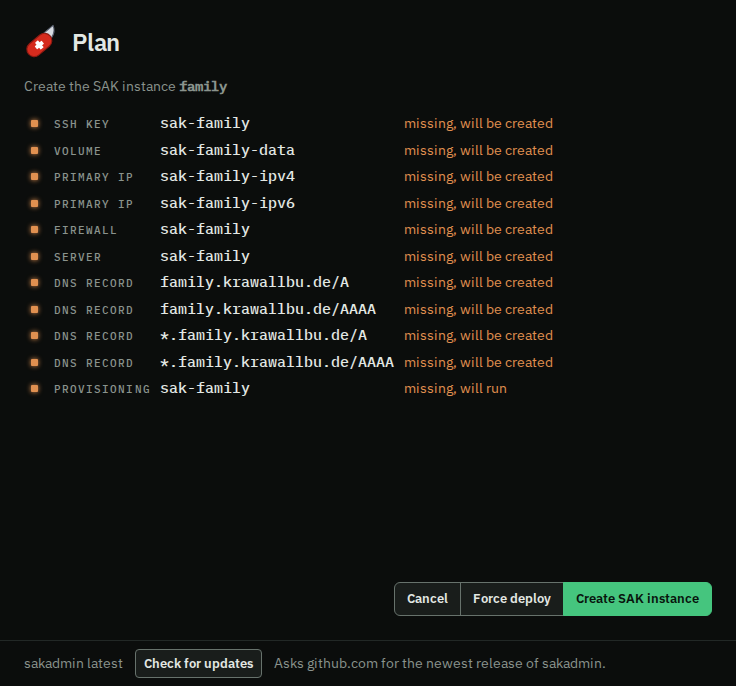 Plan
Create the SAK instance family
SSH KEY sak-family missing, will be created
VOLUME sak-family-data missing, will be created
PRIMARY IP sak-family-ipv4 missing, will be created
PRIMARY IP sak-family-ipv6 missing, will be created
FIREWALL sak-family missing, will be created
SERVER sak-family missing, will be created
DNS RECORD family.krawallbu.de/A missing, will be created
DNS RECORD family.krawallbu.de/AAAA missing, will be created
DNS RECORD *.family.krawallbu.de/A missing, will be created
DNS RECORD *.family.krawallbu.de/AAAA missing, will be created
PROVISIONING sak-family missing, will run
Cancel Force deploy Create SAK instance
sakadmin latest Check for updates Asks github.com for the newest release of sakadmin.